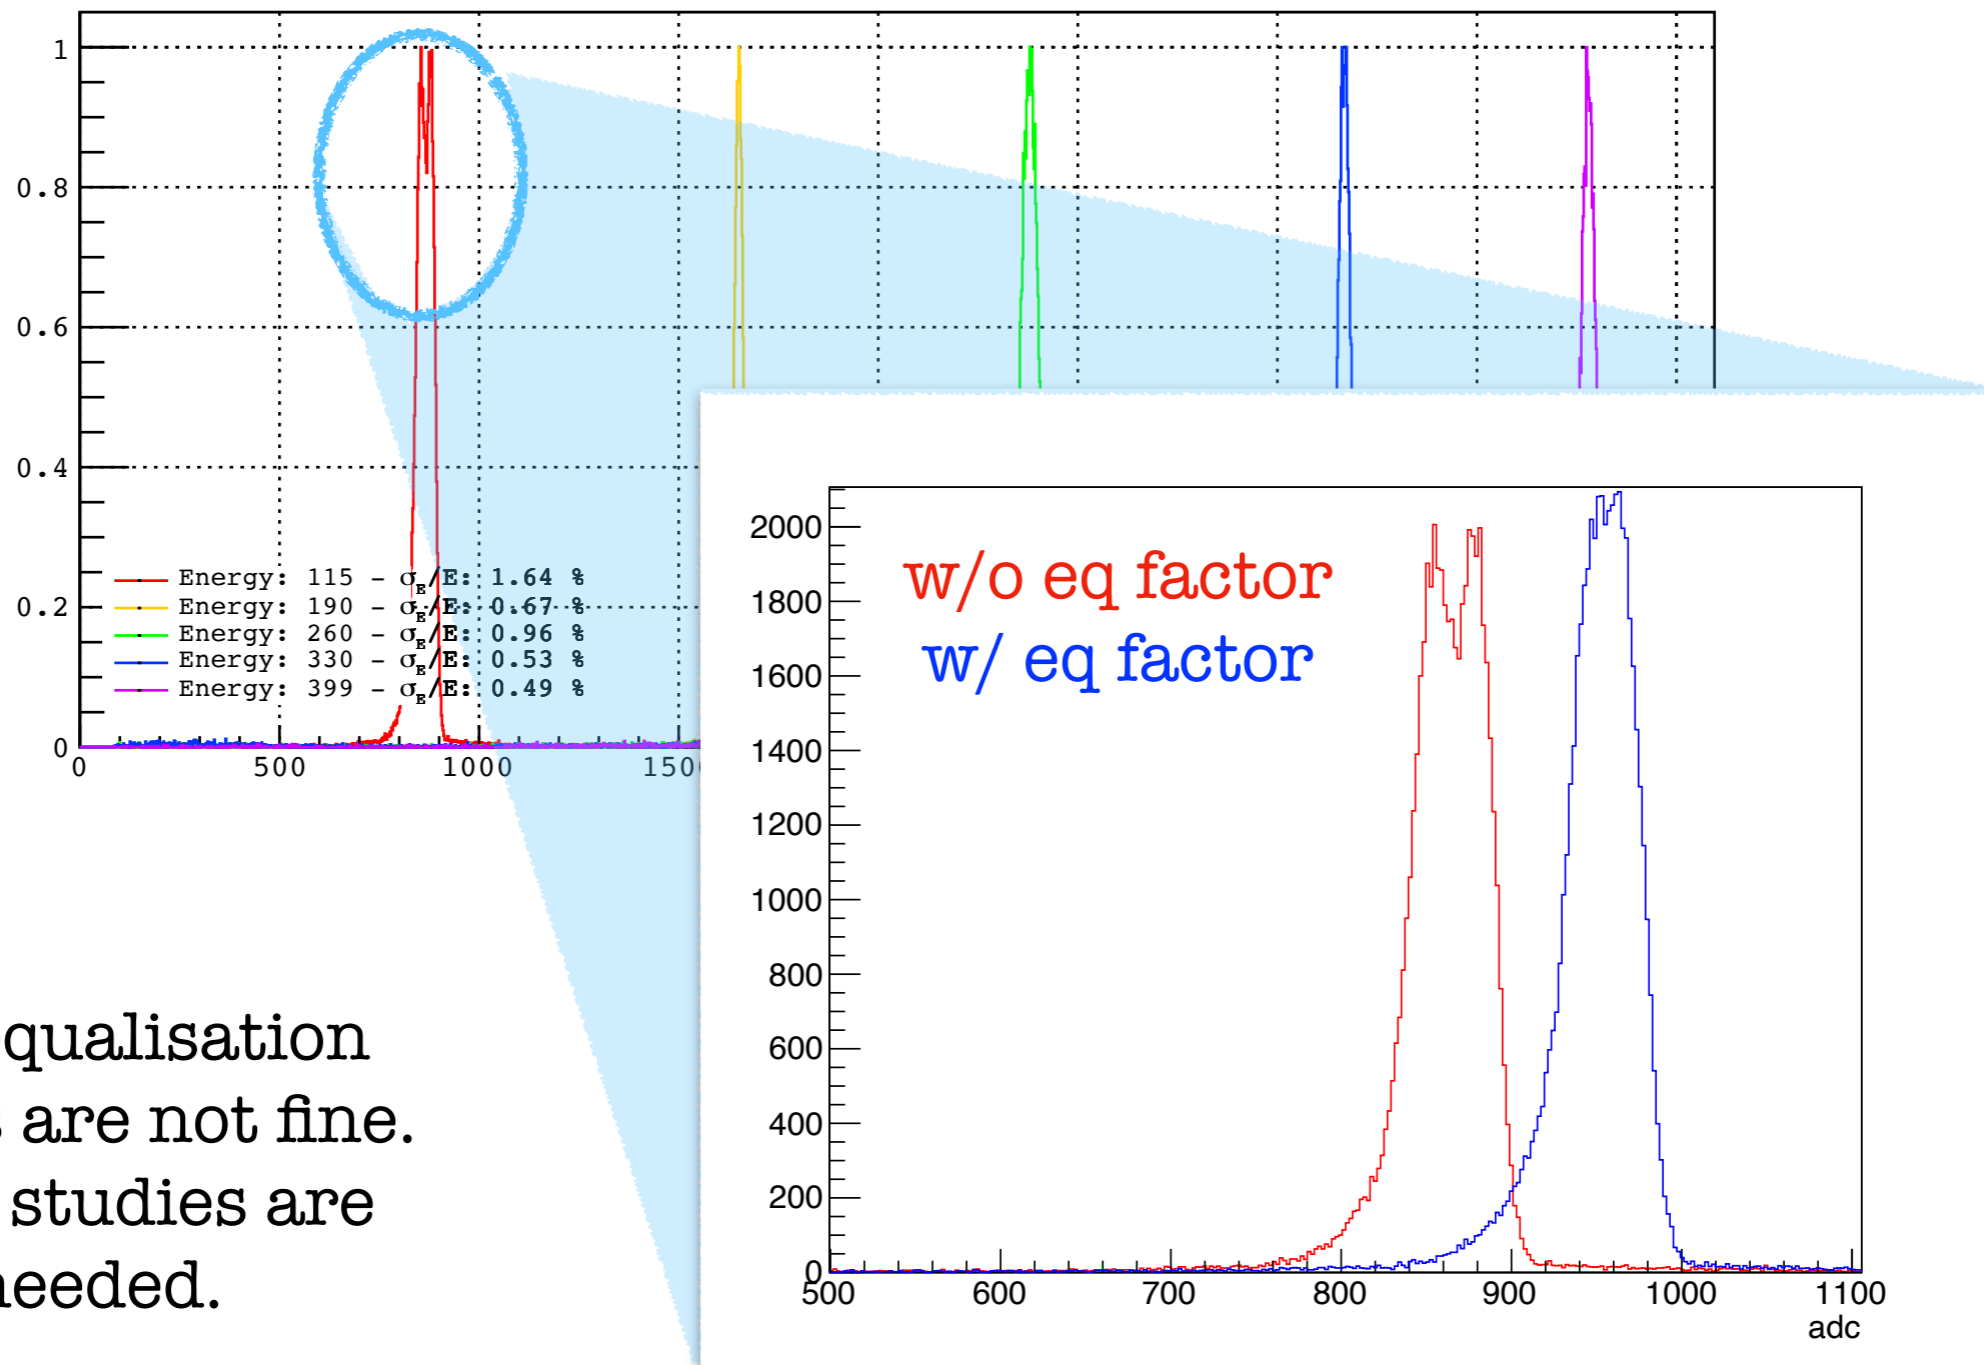 1
0.8
0.6
0.4
0.2
0
Energy: 115 - σE/E: 1.64 %
Energy: 190 - σE/E: 0.67 %
Energy: 260 - σE/E: 0.96 %
Energy: 330 - σE/E: 0.53 %
Energy: 399 - σE/E: 0.49 %
0 500 1000 150
w/o eq factor
w/ eq factor
2000
1800
1600
1400
1200
1000
800
600
400
200
0
500 600 700 800 900 1000 1100
adc
qualisation
are not fine.
studies are
needed.